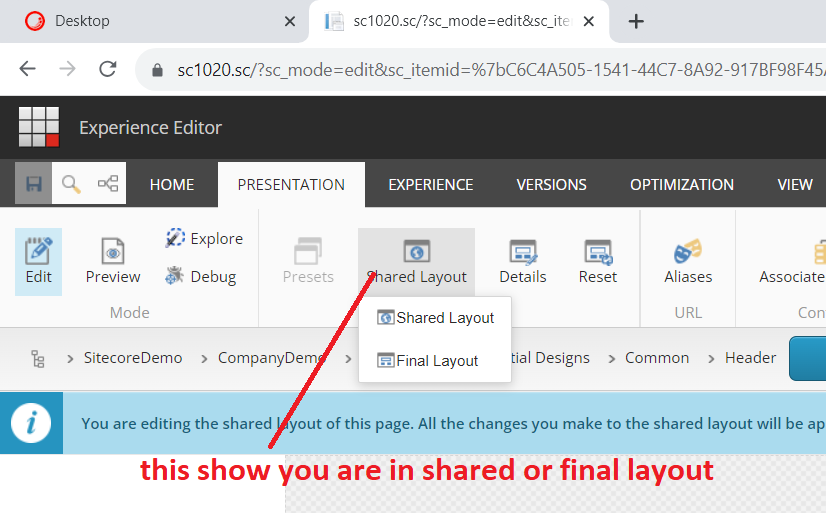 Desktop
sc1020.sc/?sc_mode=edit&sc_ite
sc1020.sc/?sc_mode=edit&sc_itemid=%7bC6C4A505-1541-44C7-8A92-917BF98F45A
Experience Editor
HOME PRESENTATION EXPERIENCE VERSIONS OPTIMIZATION VIEW
Explore
Edit Preview Debug Presets Shared Layout Details Reset Aliases Associate
Mode URL Con
Shared Layout
Final Layout
SitecoreDemo CompanyDemo tial Designs Common Header
You are editing the shared layout of this page. All the changes you make to the shared layout will be ap
this show you are in shared or final layout